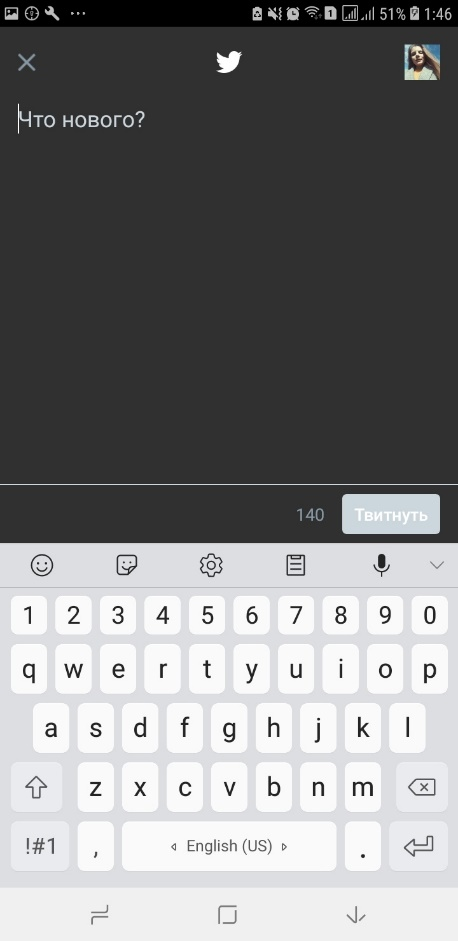 1 51% 1:46
Что нового?
140 Твитнуть
1 2 3 4 5 6 7 8 9 0
q w e r t y u i o p
a s d f g h j k l
z x c v b n m
!#1 , English (US) .